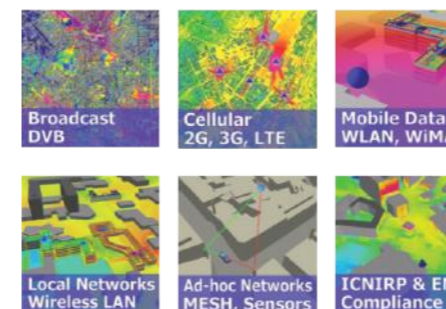 Broadcast
DVB
Cellular
2G, 3G, LTE
Mobile Data
WLAN,
Local Networks
Wireless LAN
Ad-hoc Networks
MESH, Sensors
ICNIRP &
Compliance